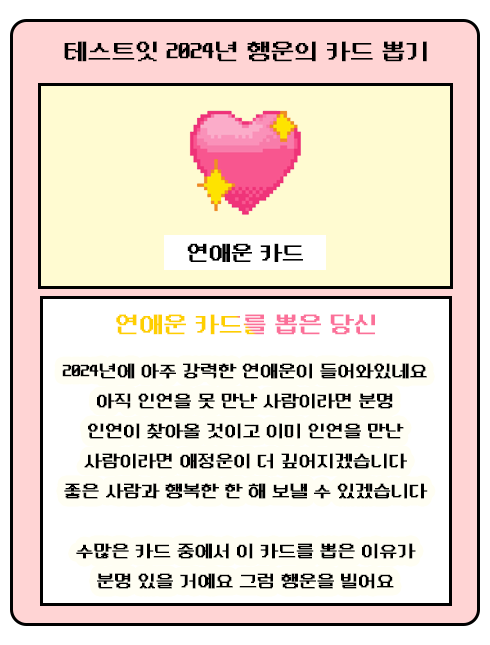 테스트잇 2024년 행운의 카드 뽑기
연애운 카드
연애운 카드를 뽑은 당신
2024년에 아주 강력한 연애운이 들어와있네요
아직 인연을 못 만난 사람이라면 분명
인연이 찾아올 것이고 이미 인연을 만난
사람이라면 애정운이 더 깊어지겠습니다
좋은 사람과 행복한 한 해 보낼 수 있겠습니다
수많은 카드 중에서 이 카드를 뽑은 이유가
분명 있을 거예요 그럼 행운을 빌어요